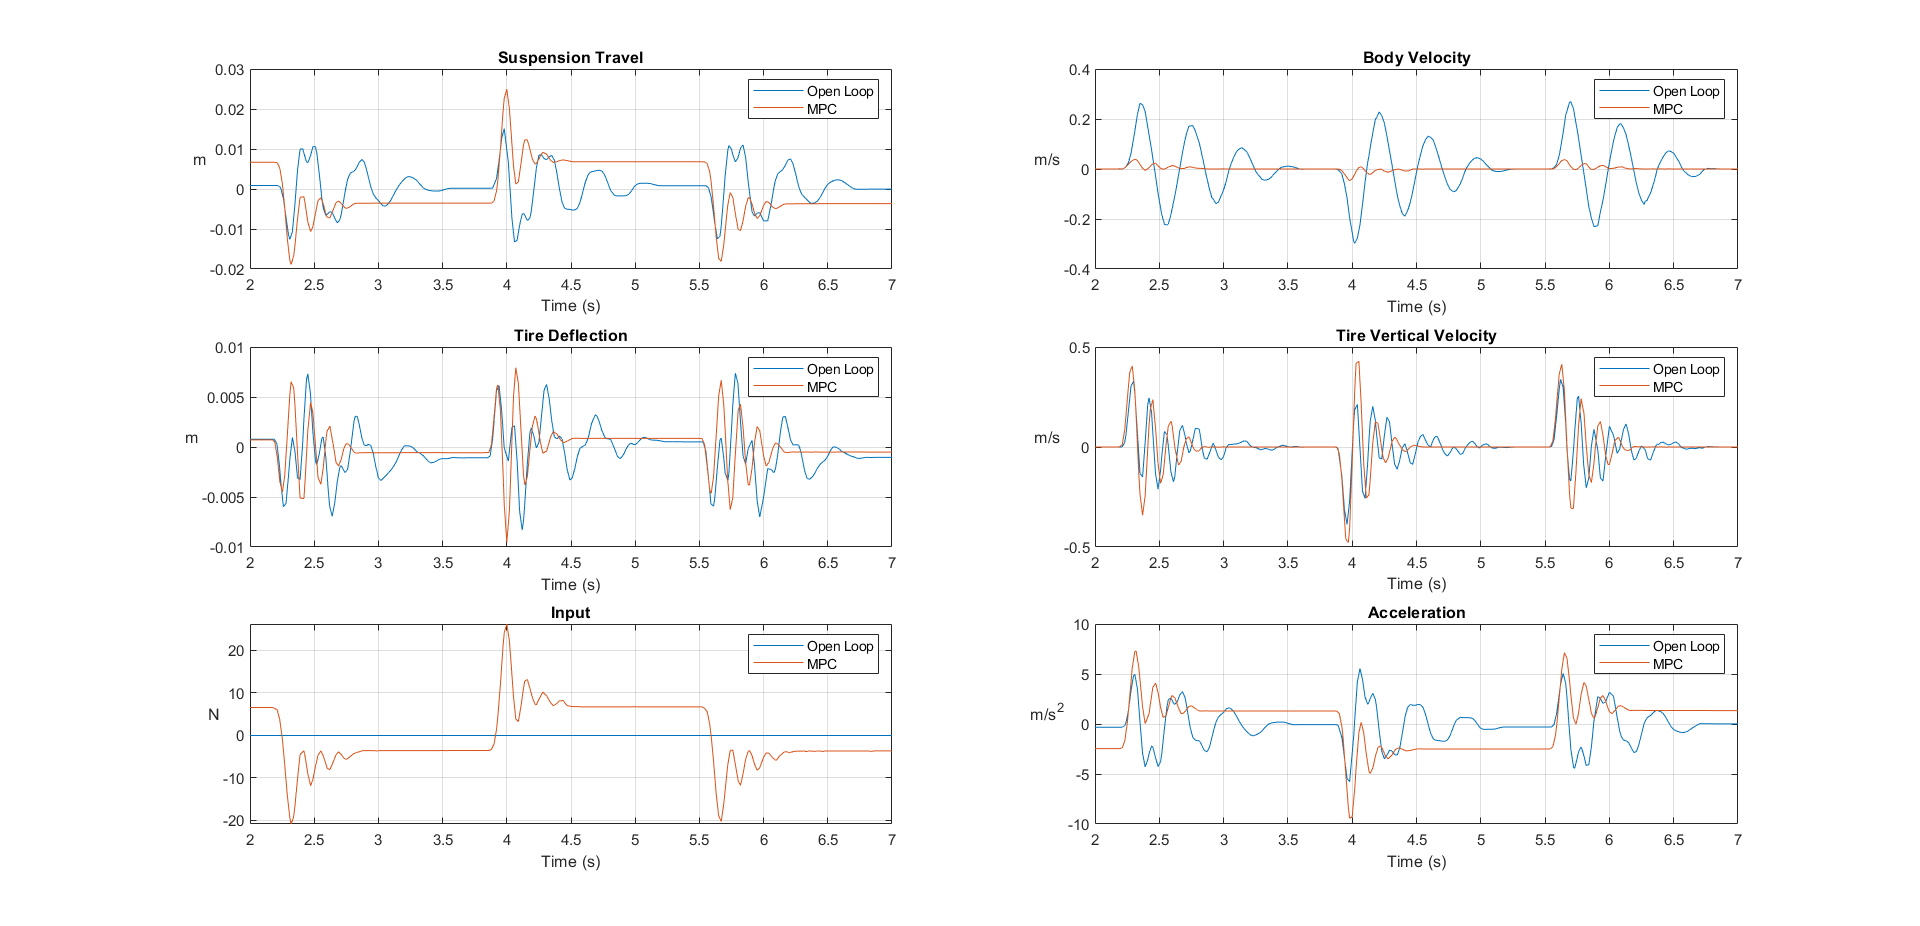 Suspension Travel
0.03
0.02
0.01
0
-0.01
-0.02
m
Open Loop
MPC
2 2.5 3 3.5 4 4.5 5 5.5 6 6.5 7
Time (s)
Body Velocity
0.4
0.2
0
-0.2
-0.4
m/s
Open Loop
MPC
2 2.5 3 3.5 4 4.5 5 5.5 6 6.5 7
Time (s)
Tire Deflection
0.01
0.005
0
-0.005
-0.01
m
Open Loop
MPC
2 2.5 3 3.5 4 4.5 5 5.5 6 6.5 7
Time (s)
Tire Vertical Velocity
0.5
0
-0.5
m/s
Open Loop
MPC
2 2.5 3 3.5 4 4.5 5 5.5 6 6.5 7
Time (s)
Input
20
10
0
-10
-20
N
Open Loop
MPC
2 2.5 3 3.5 4 4.5 5 5.5 6 6.5 7
Time (s)
Acceleration
10
5
0
-5
-10
m/s²
Open Loop
MPC
2 2.5 3 3.5 4 4.5 5 5.5 6 6.5 7
Time (s)